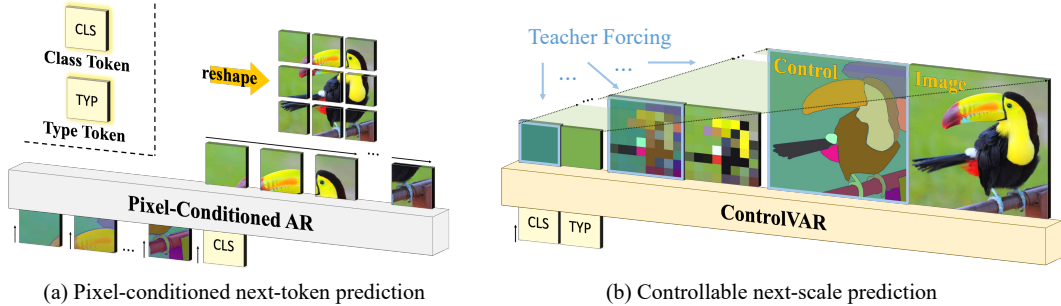 CLS
Class Token
TYP
Type Token
reshape
...
Pixel-Conditioned AR
...
CLS
(a) Pixel-conditioned next-token prediction
Teacher Forcing
...
...
...
...
Control
Image
ControlVAR
CLS
TYP
(b) Controllable next-scale prediction